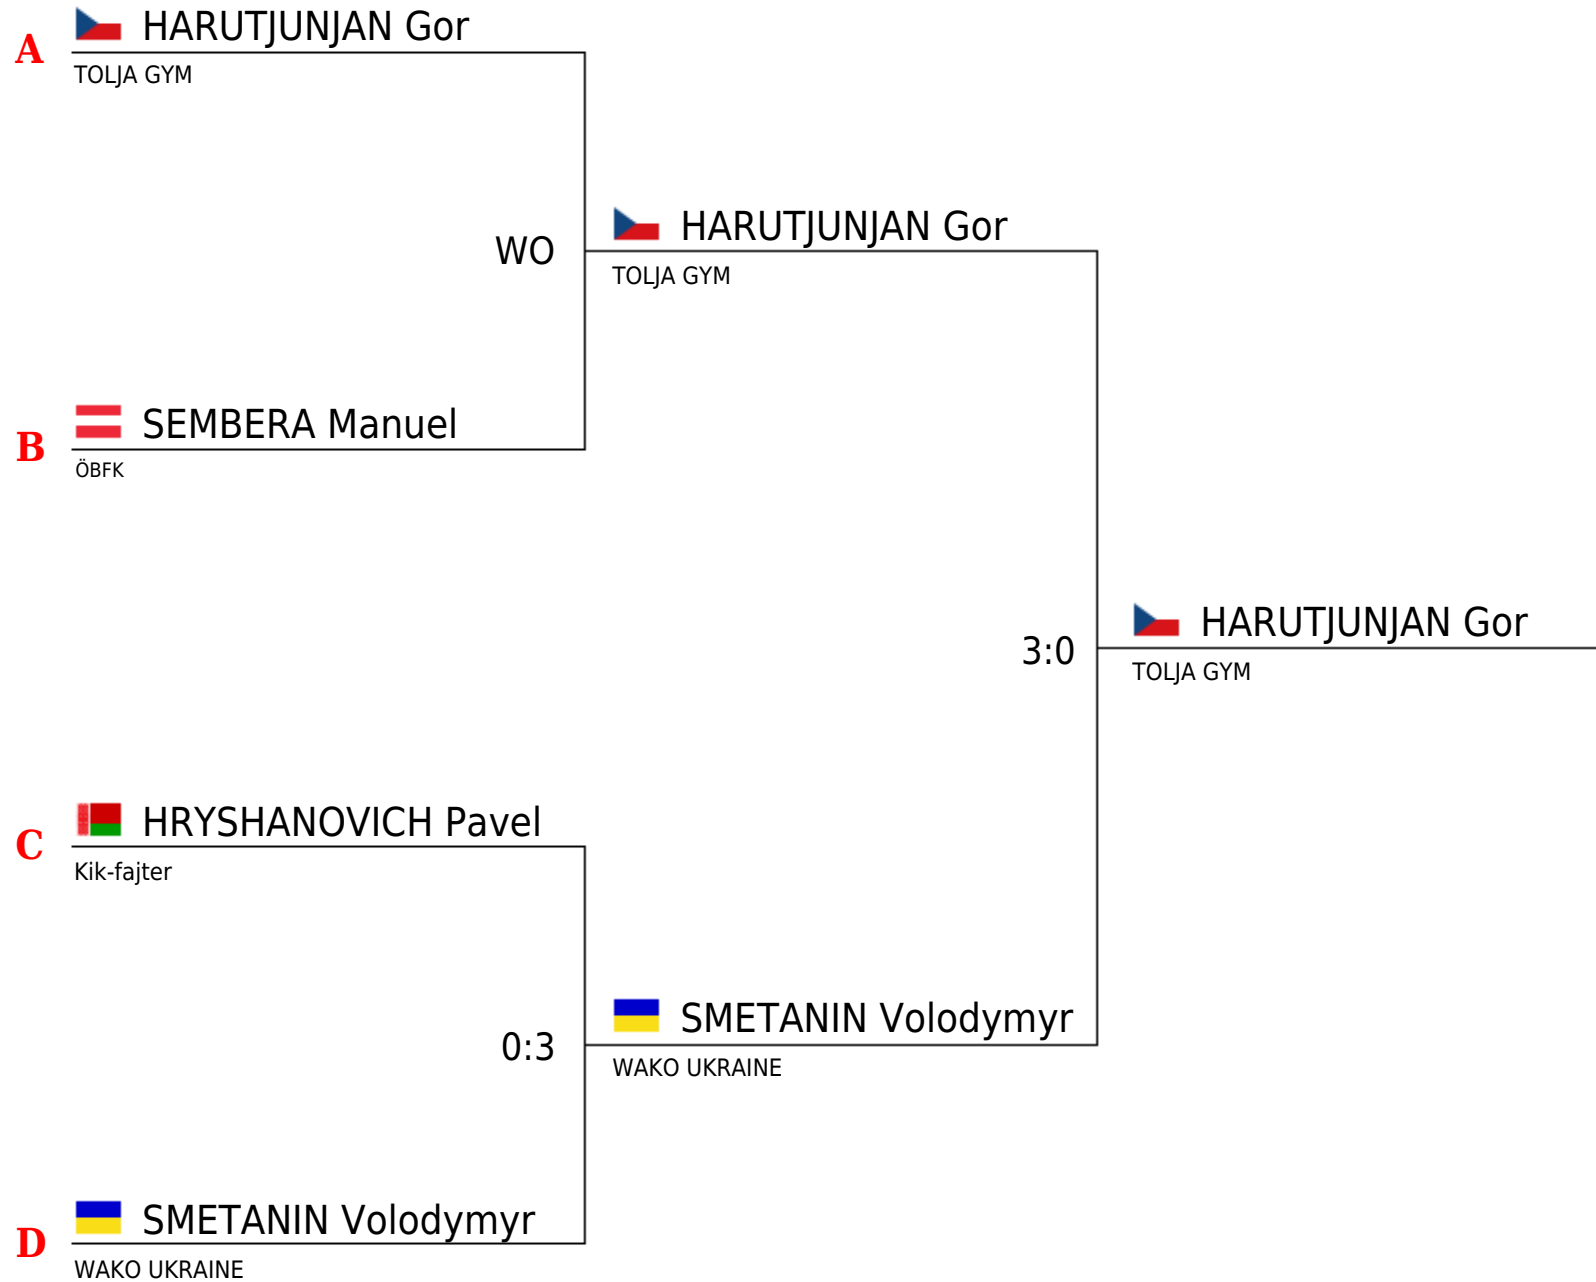 A HARUTJUNJAN Gor
TOLJA GYM
WO
HARUTJUNJAN Gor
TOLJA GYM
B SEMBERA Manuel
ÖBFK
3:0
HARUTJUNJAN Gor
TOLJA GYM
C HRYSHANOVICH Pavel
Kik-fajter
0:3
SMETANIN Volodymyr
WAKO UKRAINE
D SMETANIN Volodymyr
WAKO UKRAINE